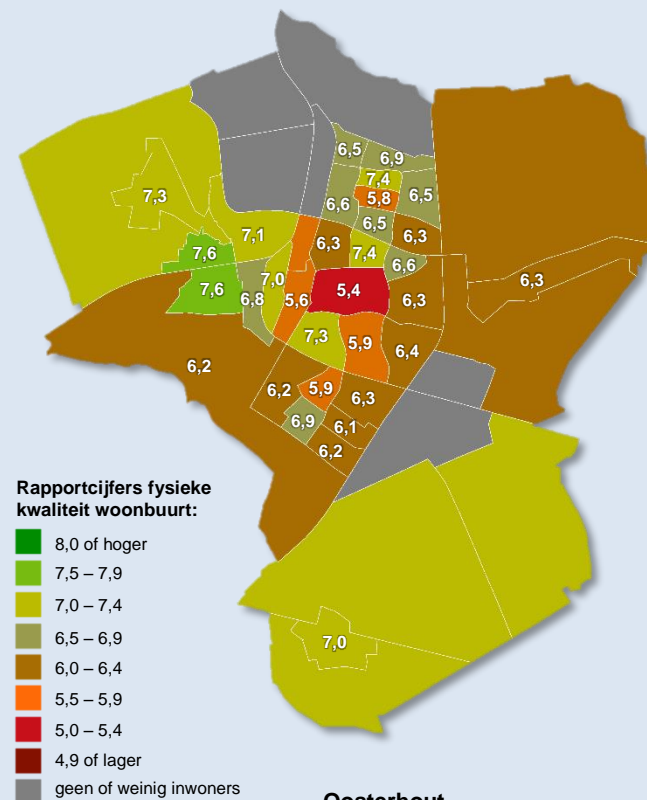 6,5
6,9
7,4
6,5
5,8
6,6
7,3
6,5
6,3
7,1
6,3
7,4
7,6
6,6
7,0
6,3
7,6
6,8
5,6
5,4
6,3
7,3
5,9
6,4
6,2
6,2
5,9
6,3
6,9
6,1
6,2
Rapportcijfers fysieke
kwaliteit woonbuurt:
8,0 of hoger
7,5 – 7,9
7,0 – 7,4
6,5 – 6,9
6,0 – 6,4
5,5 – 5,9
5,0 – 5,4
4,9 of lager
geen of weinig inwoners
7,0
Oosterhout